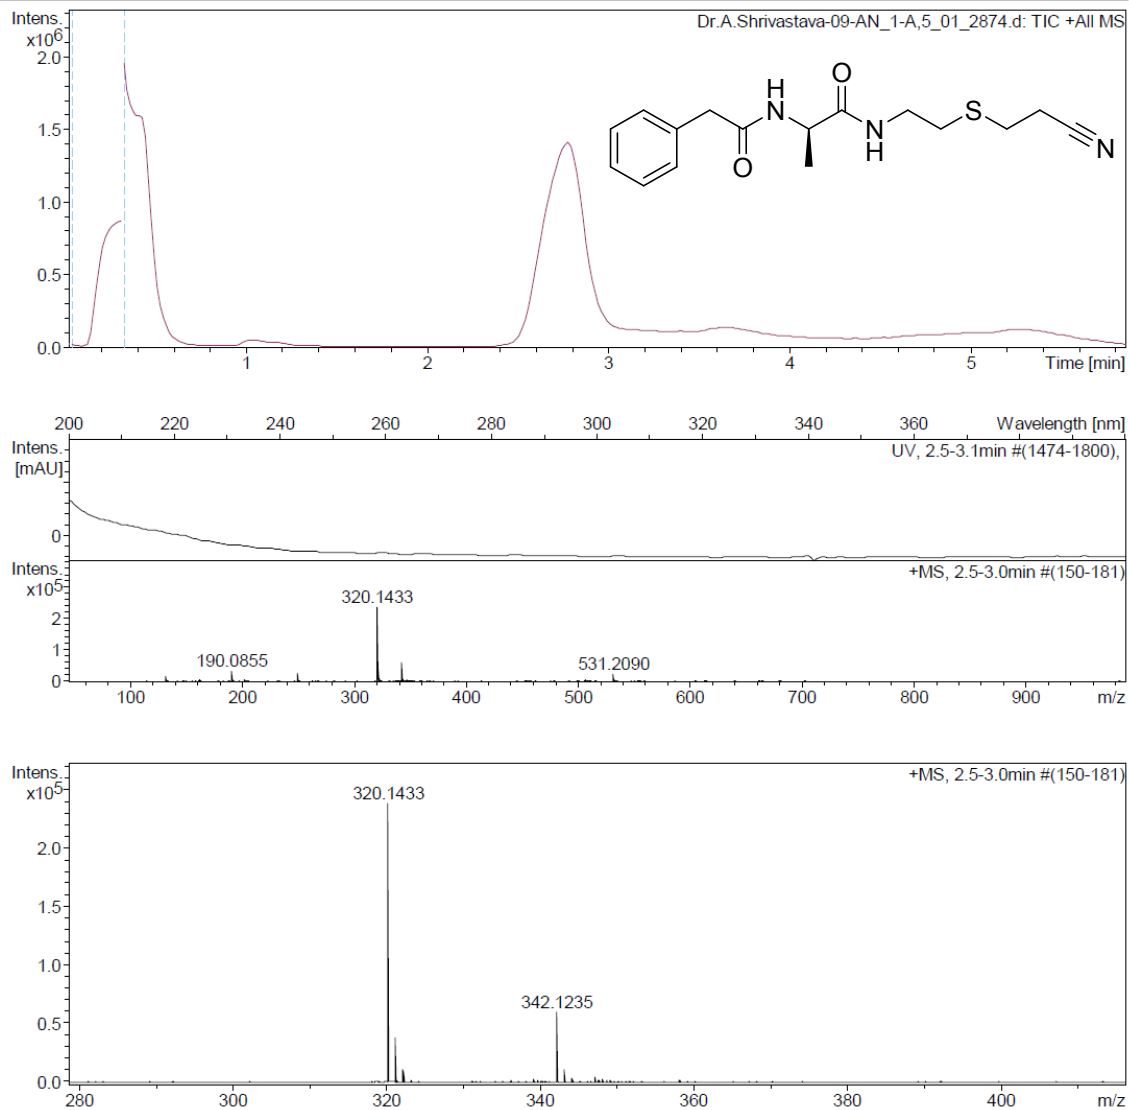 Intens.
x10^6
Dr.A.Shrivastava-09-AN_1-A,5_01_2874.d: TIC +All MS
2.0
1.5
1.0
0.5
0.0
H
N
O
O
N
H
S
N
1 2 3 4 5 Time [min]
200 220 240 260 280 300 320 340 360 Wavelength [nm]
Intens.
[mAU]
UV, 2.5-3.1min #(1474-1800),
0
Intens.
x10^5
+MS, 2.5-3.0min #(150-181)
320.1433
2
190.0855
531.2090
1
0
100 200 300 400 500 600 700 800 900 m/z
Intens.
x10^5
+MS, 2.5-3.0min #(150-181)
320.1433
2.0
1.5
1.0
342.1235
0.5
0.0
280 300 320 340 360 380 400 m/z